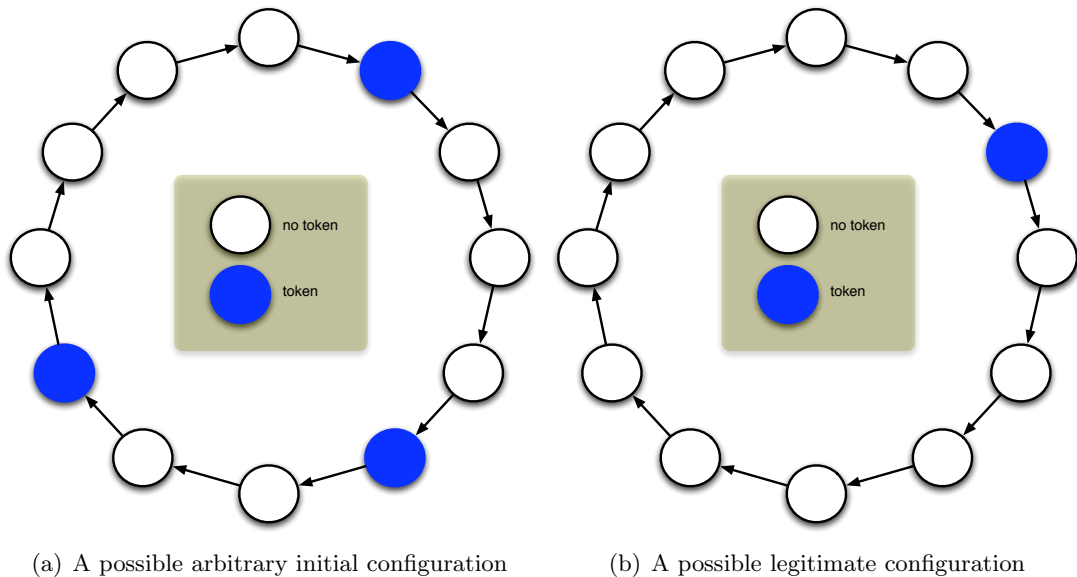 no token
token
no token
token
(a) A possible arbitrary initial configuration
(b) A possible legitimate configuration